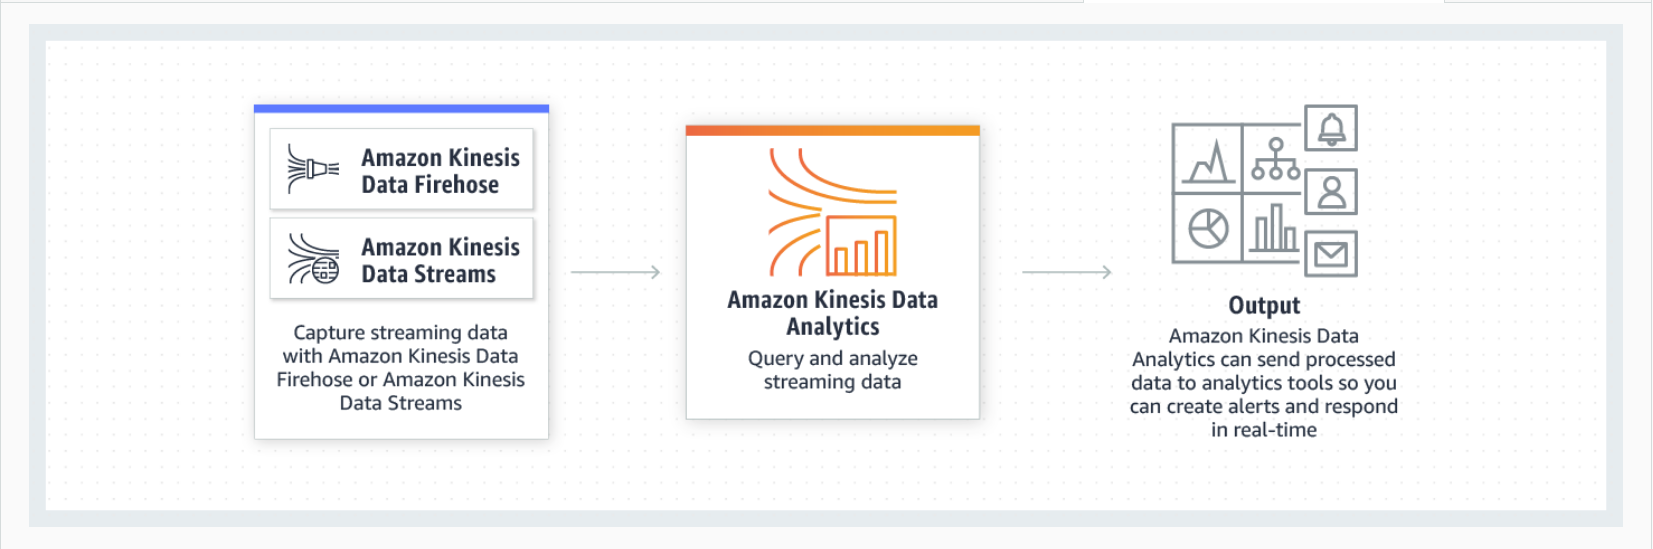 Amazon Kinesis
Data Firehose
Amazon Kinesis
Data Streams
Capture streaming data
with Amazon Kinesis Data
Firehose or Amazon Kinesis
Data Streams
Amazon Kinesis Data
Analytics
Query and analyze
streaming data
Output
Amazon Kinesis Data
Analytics can send processed
data to analytics tools so you
can create alerts and respond
in real-time